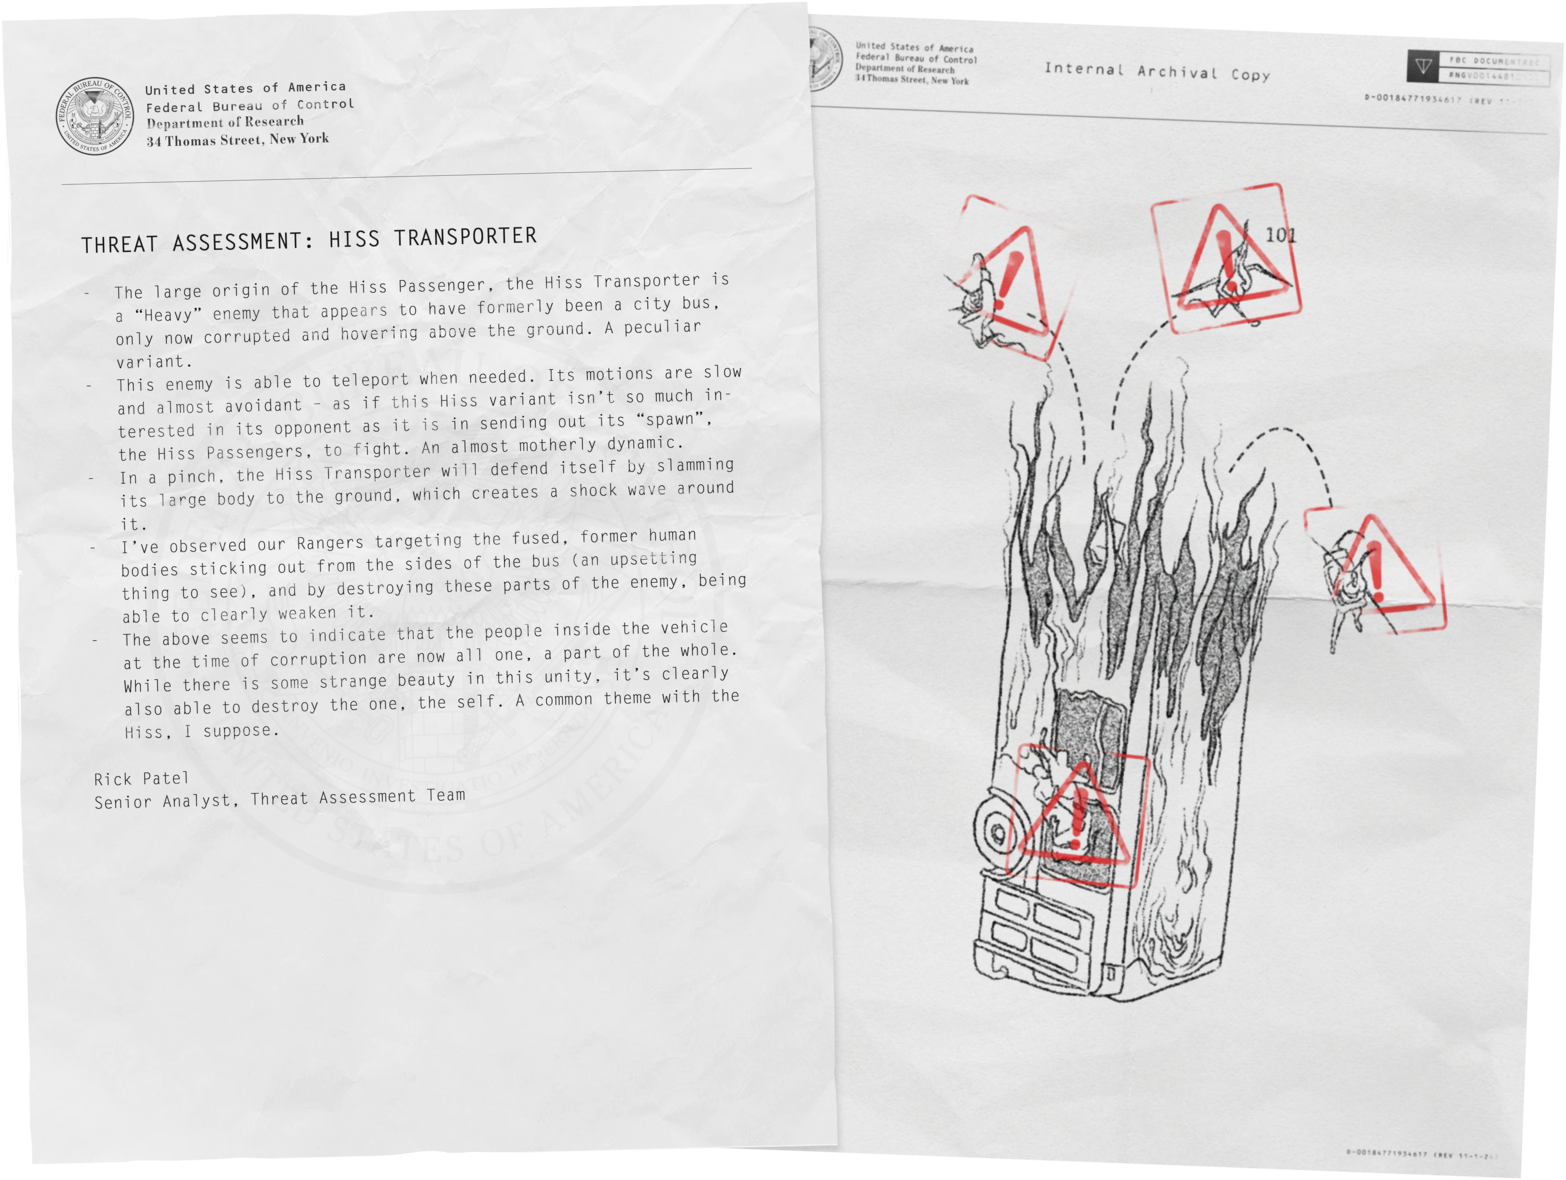 United States of America
Federal Bureau of Control
Department of Research
34 Thomas Street, New York
THREAT ASSESSMENT: HISS TRANSPORTER
- The large origin of the Hiss Passenger, the Hiss Transporter is
a “Heavy” enemy that appears to have formerly been a city bus,
only now corrupted and hovering above the ground. A peculiar
variant.
- This enemy is able to teleport when needed. Its motions are slow
and almost avoidant - as if this Hiss variant isn't so much in-
terested in its opponent as it is in sending out its “spawn”,
the Hiss Passengers, to fight. An almost motherly dynamic.
- In a pinch, the Hiss Transporter will defend itself by slamming
its large body to the ground, which creates a shock wave around
it.
- I've observed our Rangers targeting the fused, former human
bodies sticking out from the sides of the bus (an upsetting
thing to see), and by destroying these parts of the enemy, being
able to clearly weaken it.
- The above seems to indicate that the people inside the vehicle
at the time of corruption are now all one, a part of the whole.
While there is some strange beauty in this unity, it's clearly
also able to destroy the one, the self. A common theme with the
Hiss, I suppose.
Rick Patel
Senior Analyst, Threat Assessment Team
United States of America
Federal Bureau of Control
Department of Research
34 Thomas Street, New York
Internal Archival Copy
FBC DOCUMENT
D-00184771934617 (REV
101
D-00184771934617 (REV 11-1-2